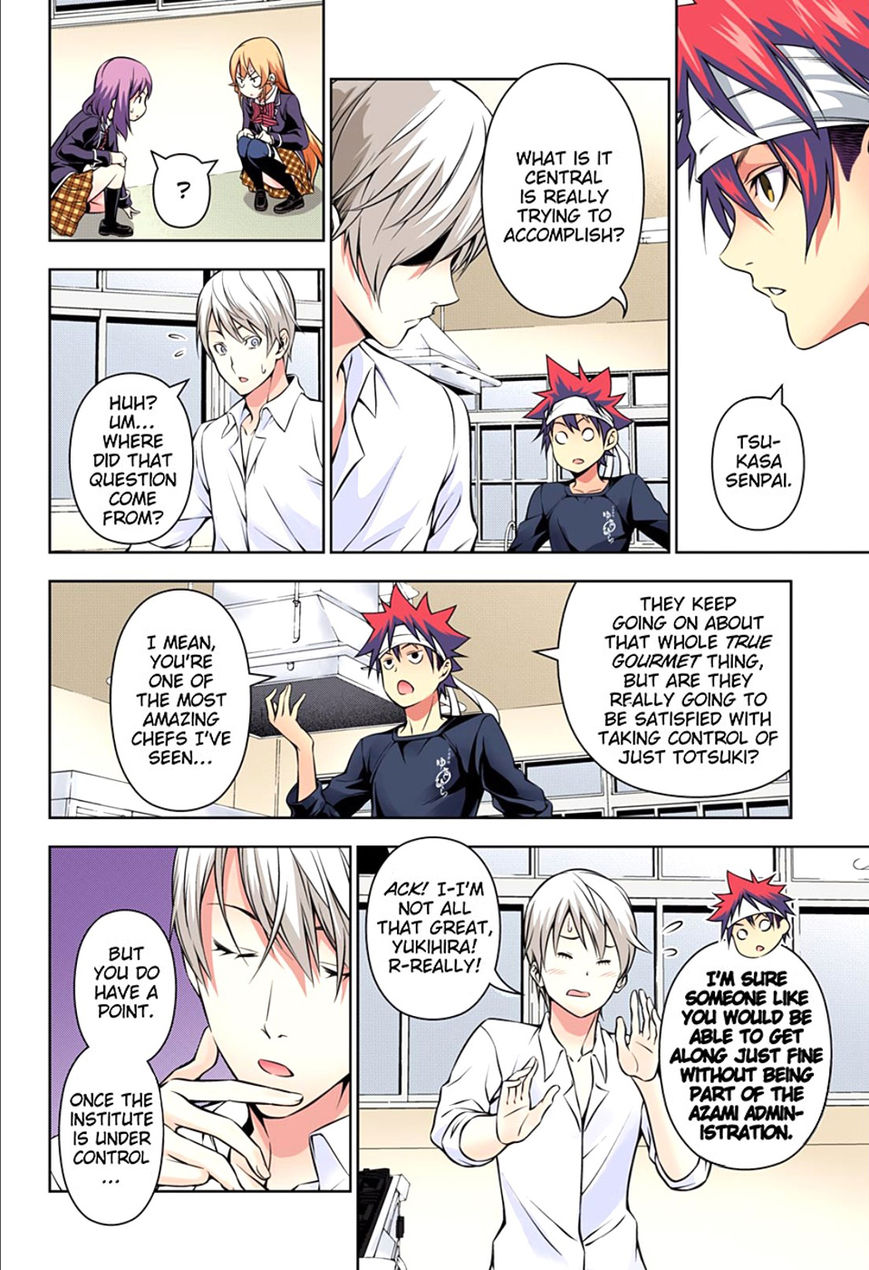 TSU-
KASA
SENPAI.
WHAT IS IT
CENTRAL
IS REALLY
TRYING TO
ACCOMPLISH?
?
HUH?
UM...
WHERE
DID THAT
QUESTION
COME
FROM?
THEY KEEP
GOING ON ABOUT
THAT WHOLE TRUE
GOURMET THING,
BUT ARE THEY
REALLY GOING TO
BE SATISFIED WITH
TAKING CONTROL OF
JUST TOTSUKI?
I MEAN,
YOU'RE
ONE OF
THE MOST
AMAZING
CHEFS I'VE
SEEN...
I'M SURE
SOMEONE LIKE
YOU WOULD BE
ABLE TO GET
ALONG JUST FINE
WITHOUT BEING
PART OF THE
AZAMI ADMIN-
ISTRATION.
ACK! I-I'M
NOT ALL
THAT GREAT,
YUKIHIRA!
R-REALLY!
BUT
YOU DO
HAVE A
POINT.
ONCE THE
INSTITUTE
IS UNDER
CONTROL
...